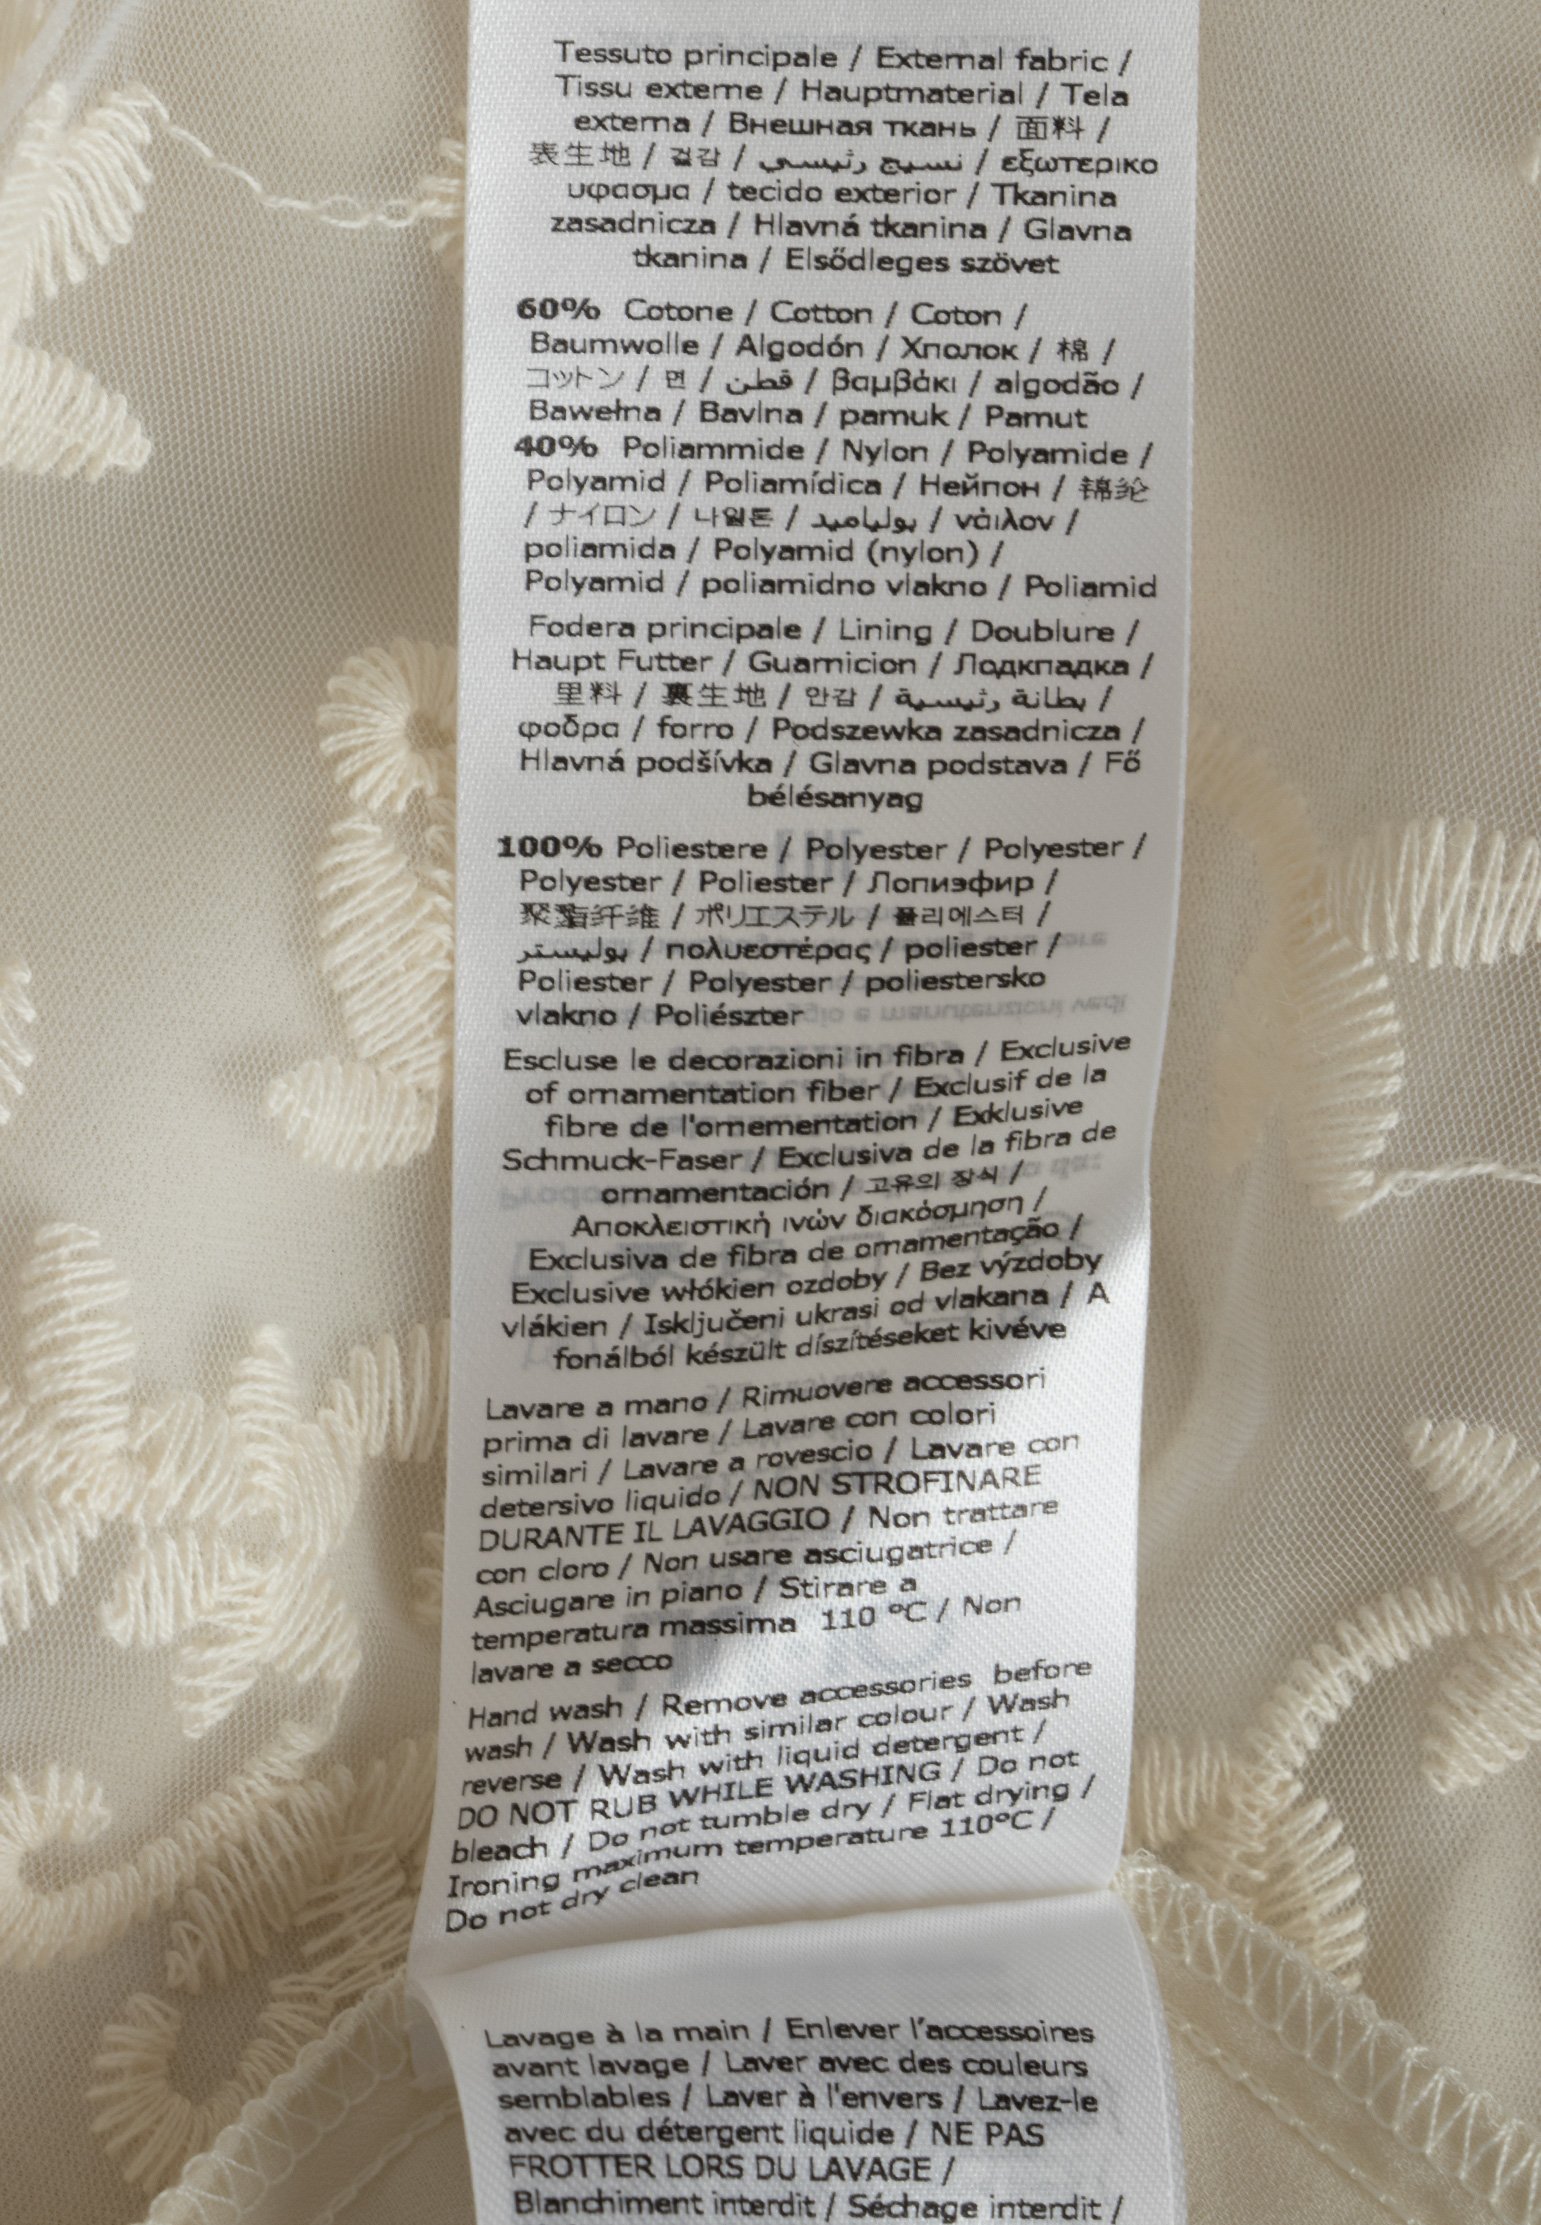 Tessuto principale / External fabric /
Tissu externe / Hauptmaterial / Tela
externa / Внешная ткань / 面料 /
表生地 / 겉감 / نسيج رئيسي / εξωτερικο
υφασμα / tecido exterior / Tkanina
zasadnicza / Hlavná tkanina / Glavna
tkanina / Elsődleges szövet
60% Cotone / Cotton / Coton /
Baumwolle / Algodón / Хполок / 棉 /
コットン / 면 / قطن / βαμβάκι / algodão /
Bawełna / Bavlna / pamuk / Pamut
40% Poliammide / Nylon / Polyamide /
Polyamid / Poliamídica / Нейпон / 锦纶
/ ナイロン / 나일론 / بولياميد / νάιλον /
poliamida / Polyamid (nylon) /
Polyamid / poliamidno vlakno / Poliamid
Fodera principale / Lining / Doublure /
Haupt Futter / Guarnicion / Лодкпадка /
里料 / 裏生地 / 안감 / بطانة رئيسية /
φοδρα / forro / Podszewka zasadnicza /
Hlavná podšívka / Glavna podstava / Fő
bélésanyag
100% Poliestere / Polyester / Polyester /
Polyester / Poliester / Лопиэфир /
聚酯纤维 / ポリエステル / 폴리에스터 /
بوليستر / πολυεστέρας / poliester /
Poliester / Polyester / poliestersko
vlakno / Poliészter
Escluse le decorazioni in fibra / Exclusive
of ornamentation fiber / Exclusif de la
fibre de l'ornementation / Exklusive
Schmuck-Faser / Exclusiva de la fibra de
ornamentación / 고유의 장식 /
Αποκλειστική ινών διακόσμηση /
Exclusiva de fibra de ornamentação /
Exclusive włókien ozdoby / Bez výzdoby
vlákien / Isključeni ukrasi od vlakana / A
fonálból készült díszítéseket kivéve
Lavare a mano / Rimuovere accessori
prima di lavare / Lavare con colori
similari / Lavare a rovescio / Lavare con
detersivo liquido / NON STROFINARE
DURANTE IL LAVAGGIO / Non trattare
con cloro / Non usare asciugatrice /
Asciugare in piano / Stirare a
temperatura massima 110 °C / Non
lavare a secco
Hand wash / Remove accessories before
wash / Wash with similar colour / Wash
reverse / Wash with liquid detergent /
DO NOT RUB WHILE WASHING / Do not
bleach / Do not tumble dry / Flat drying /
Ironing maximum temperature 110°C /
Do not dry clean
Lavage à la main / Enlever l'accessoires
avant lavage / Laver avec des couleurs
semblables / Laver à l'envers / Lavez-le
avec du détergent liquide / NE PAS
FROTTER LORS DU LAVAGE /
Blanchiment interdit / Séchage interdit /